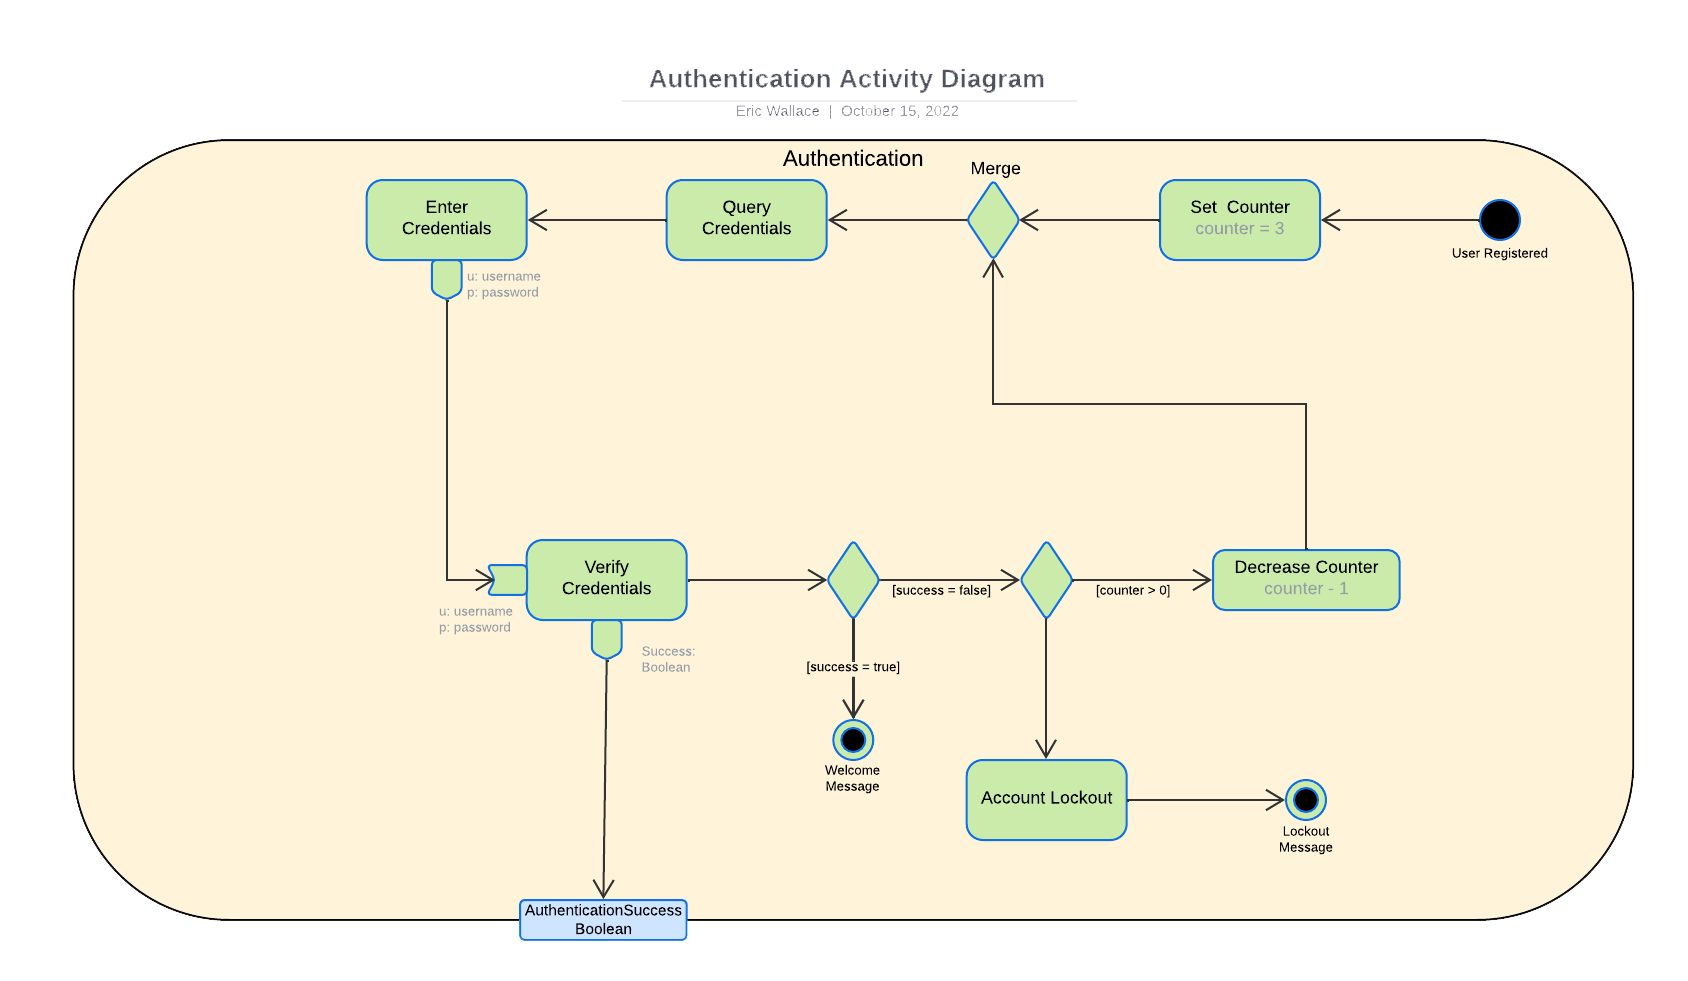 Authentication Activity Diagram
Eric Wallace | October 15, 2022
Authentication
Merge
Enter
Credentials
Query
Credentials
Set Counter
counter = 3
User Registered
u: username
p: password
Verify
Credentials
u: username
p: password
Success:
Boolean
[success = false]
[counter > 0]
Decrease Counter
counter - 1
[success = true]
Welcome
Message
Account Lockout
Lockout
Message
AuthenticationSuccess
Boolean